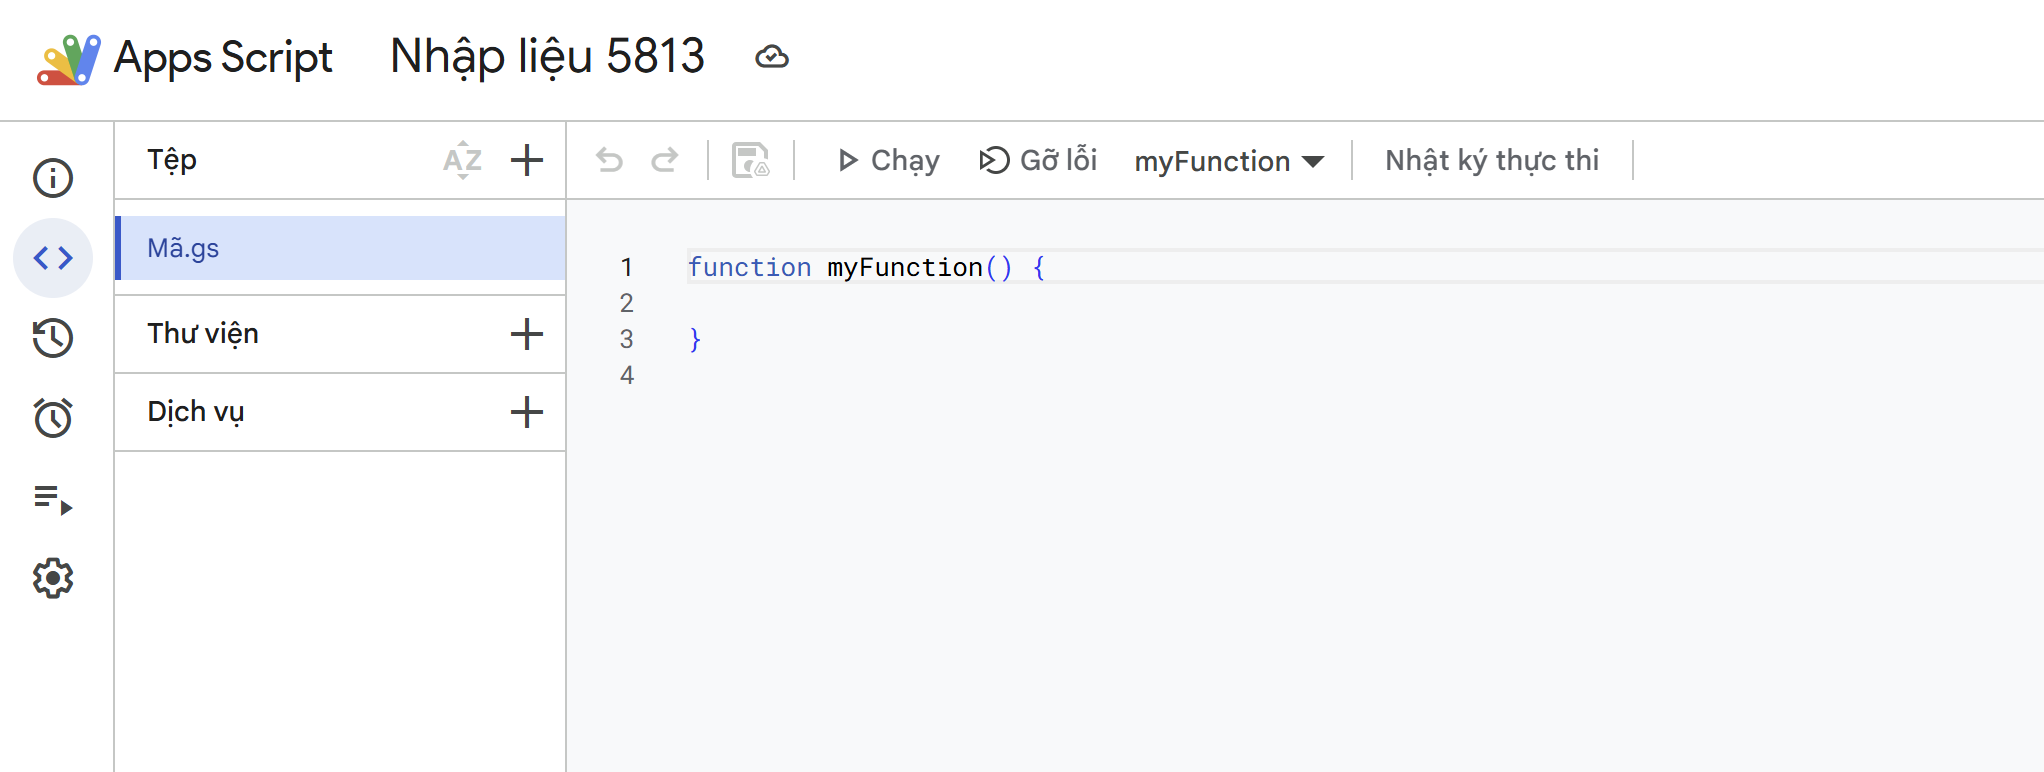 Apps Script Nhập liệu 5813
Tệp AZ Chạy Gỡ lỗi myFunction Nhật ký thực thi
Mã.gs
Thư viện
Dịch vụ
1 function myFunction() {
2
3 }
4